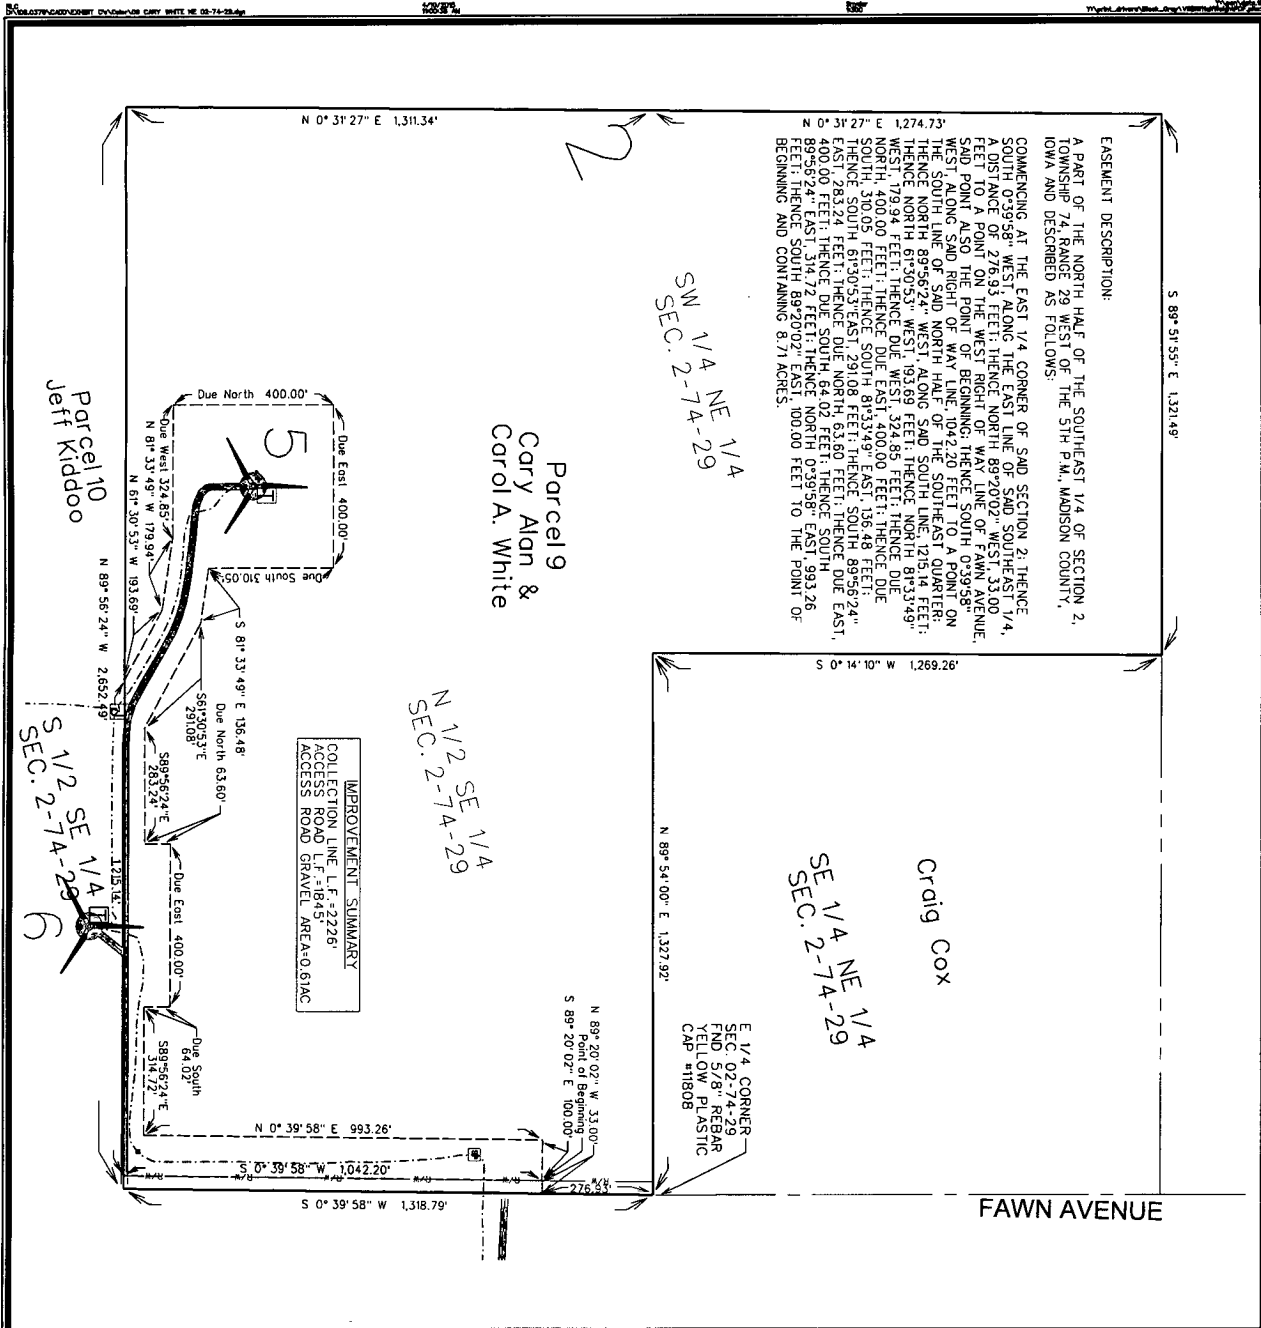 EASEMENT DESCRIPTION:
A PART OF THE NORTH HALF OF THE SOUTHEAST 1/4 OF SECTION 2,
TOWNSHIP 74, RANGE 29 WEST OF THE 5TH P.M., MADISON COUNTY,
IOWA AND DESCRIBED AS FOLLOWS:
COMMENCING AT THE EAST 1/4 CORNER OF SAID SECTION 2; THENCE
SOUTH 0°39'58" WEST, ALONG THE EAST LINE OF SAID SOUTHEAST 1/4,
A DISTANCE OF 276.93 FEET; THENCE NORTH 89°20'02" WEST, 33.00
FEET TO A POINT ON THE WEST RIGHT OF WAY LINE OF FAWN AVENUE,
SAID POINT ALSO THE POINT OF BEGINNING; THENCE SOUTH 0°39'58"
WEST, ALONG SAID RIGHT OF WAY LINE, 1042.20 FEET TO A POINT ON
THE SOUTH LINE OF SAID NORTH HALF OF THE SOUTHEAST QUARTER;
THENCE NORTH 89°56'24" WEST, ALONG SAID SOUTH LINE, 1215.14 FEET;
THENCE NORTH 61°30'53" WEST, 193.69 FEET; THENCE NORTH 81°33'49"
WEST, 179.94 FEET; THENCE DUE WEST, 324.85 FEET; THENCE DUE
NORTH, 400.00 FEET; THENCE DUE EAST, 400.00 FEET; THENCE DUE
SOUTH, 310.05 FEET; THENCE SOUTH 81°33'49" EAST, 136.48 FEET;
THENCE SOUTH 61°30'53"EAST, 291.08 FEET; THENCE SOUTH 89°56'24"
EAST, 283.24 FEET; THENCE DUE NORTH, 63.60 FEET; THENCE DUE EAST,
400.00 FEET; THENCE DUE SOUTH, 64.02 FEET; THENCE SOUTH
89°56'24" EAST, 314.72 FEET; THENCE NORTH 0°39'58" EAST, 993.26
FEET; THENCE SOUTH 89°20'02" EAST, 100.00 FEET TO THE POINT OF
BEGINNING AND CONTAINING 8.71 ACRES.
S 89° 51' 55" E 1,321.49'
N 0° 31' 27" E 1,274.73'
N 0° 31' 27" E 1,311.34'
2
SW 1/4 NE 1/4
SEC. 2-74-29
S 0° 14' 10" W 1,269.26'
Craig Cox
SE 1/4 NE 1/4
SEC. 2-74-29
N 89° 54' 00" E 1,327.92'
E 1/4 CORNER
SEC. 02-74-29
FND 5/8" REBAR
YELLOW PLASTIC
CAP #11808
FAWN AVENUE
Parcel 9
Cary Alan &
Carol A. White
N 1/2 SE 1/4
SEC. 2-74-29
N 89° 20' 02" W 33.00'
Point of Beginning
S 89° 20' 02" E 100.00'
276.93'
R/W
R/W
R/W
R/W
R/W
R/W
IMPROVEMENT SUMMARY
COLLECTION LINE L.F.=2226'
ACCESS ROAD L.F.=1845'
ACCESS ROAD GRAVEL AREA=0.61AC
Due North 400.00'
Due East 400.00'
Due South 310.05'
5
T
Due West 324.85'
N 81° 33' 49" W 179.94'
N 61° 30' 53" W 193.69'
N 89° 56' 24" W 2,652.49'
S 81° 33' 49" E 136.48'
S61°30'53"E
291.08'
Due North 63.60'
S89°56'24"E
283.24'
Due East 400.00'
Due South
64.02'
S89°56'24"E
314.72'
N 0° 39' 58" E 993.26'
S 0° 39' 58" W 1,042.20'
S 0° 39' 58" W 1,318.79'
1,215.14'
Parcel 10
Jeff Kiddoo
S 1/2 SE 1/4
SEC. 2-74-29
T
6